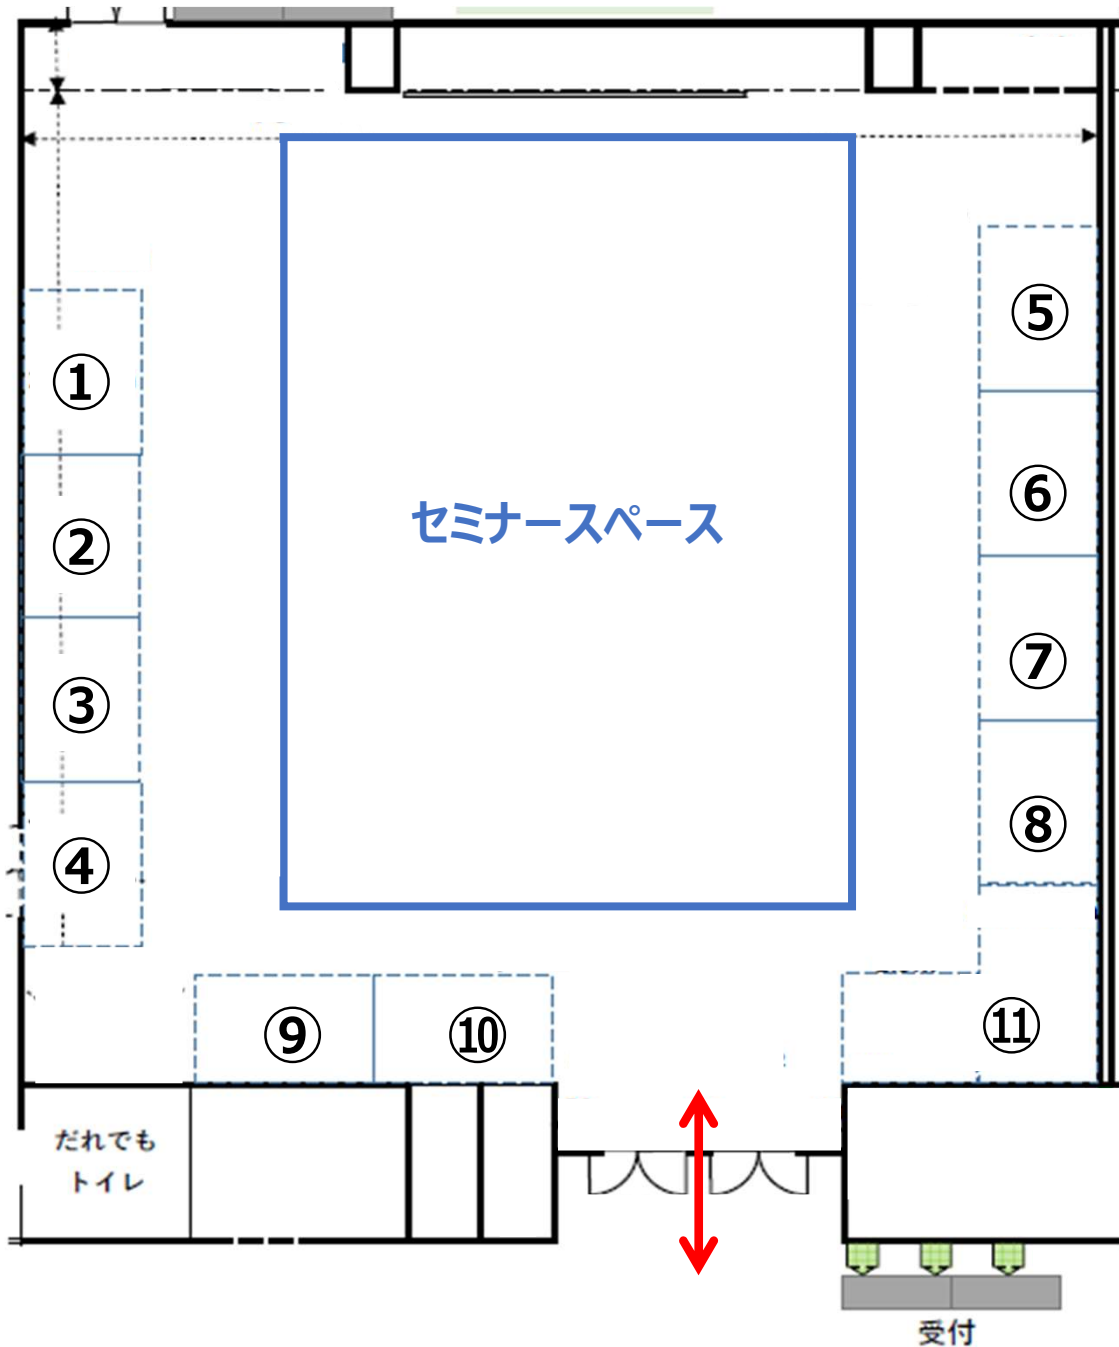 ①
⑤
②
⑥
セミナースペース
③
⑦
④
⑧
⑨
⑩
⑪
だれでも
トイレ
受付